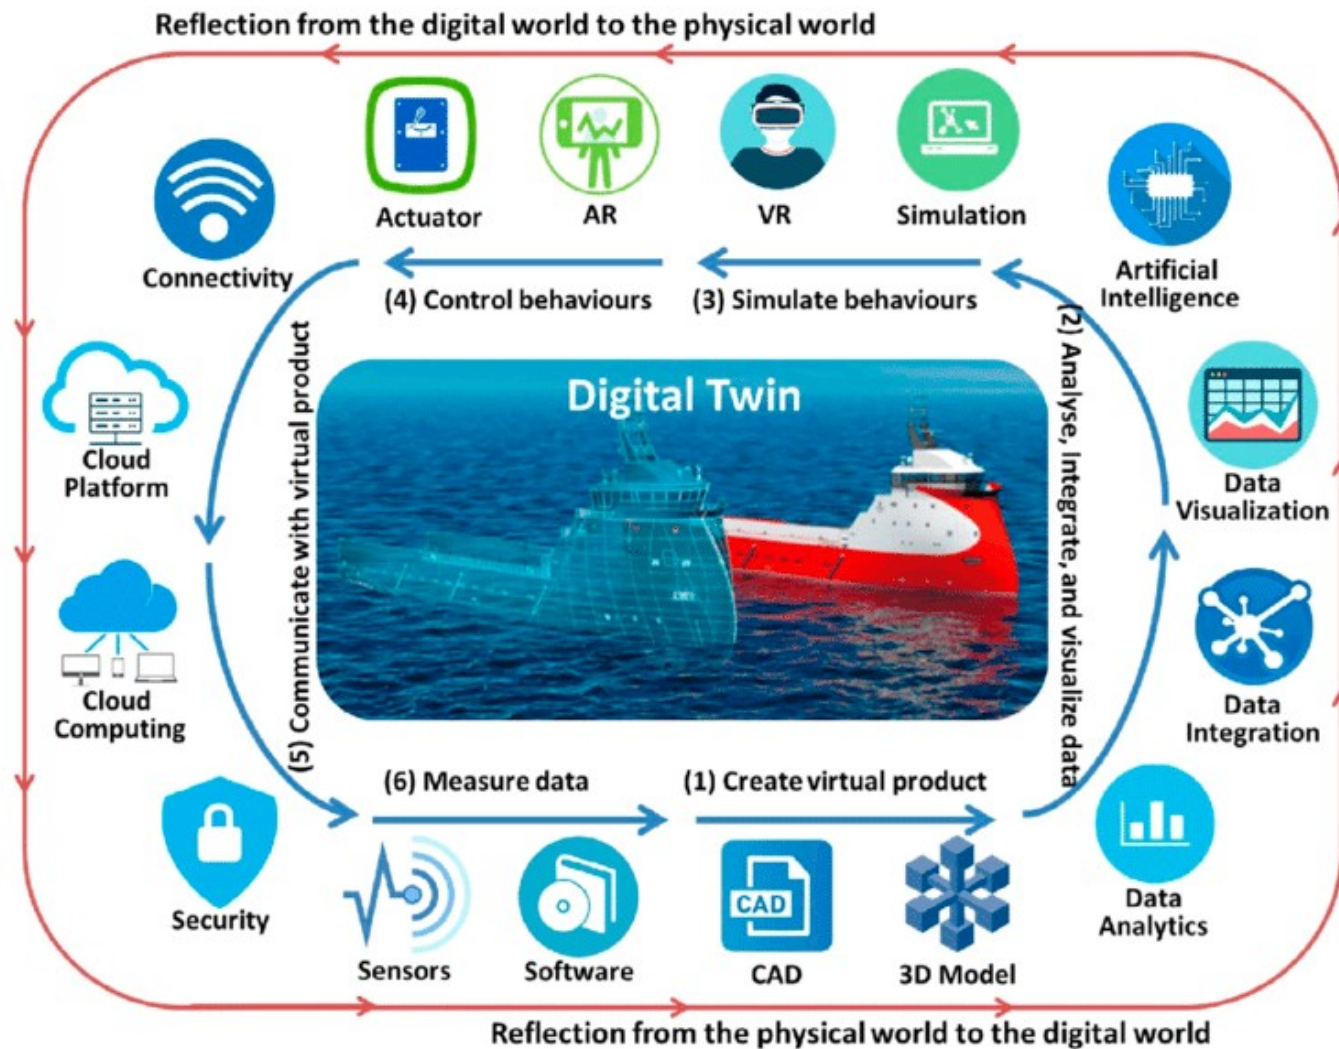 Reflection from the digital world to the physical world
Actuator
AR
VR
Simulation
Connectivity
Artificial
Intelligence
(4) Control behaviours
(3) Simulate behaviours
(2) Analyse, Integrate, and visualize data
(5) Communicate with virtual product
Digital Twin
Cloud
Platform
Data
Visualization
Cloud
Computing
Data
Integration
(6) Measure data
(1) Create virtual product
Security
CAD
Data
Analytics
Sensors
Software
CAD
3D Model
Reflection from the physical world to the digital world